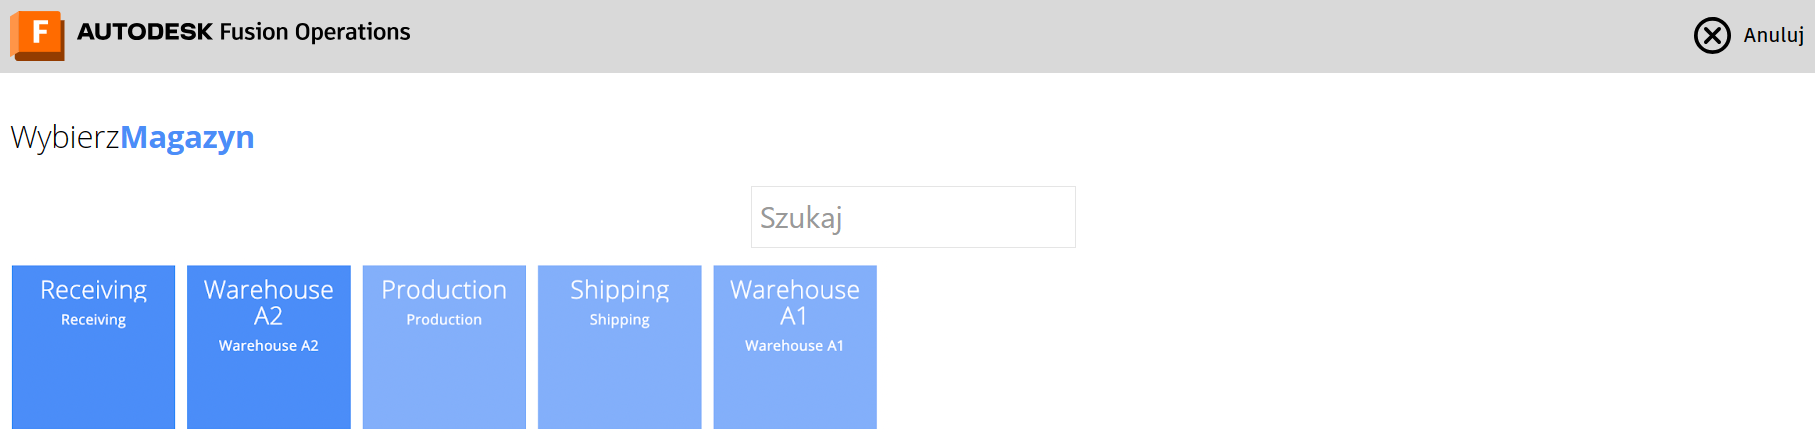 F AUTODESK Fusion Operations
Anuluj
WybierzMagazyn
Szukaj
Receiving
Receiving
Warehouse
A2
Warehouse A2
Production
Production
Shipping
Shipping
Warehouse
A1
Warehouse A1